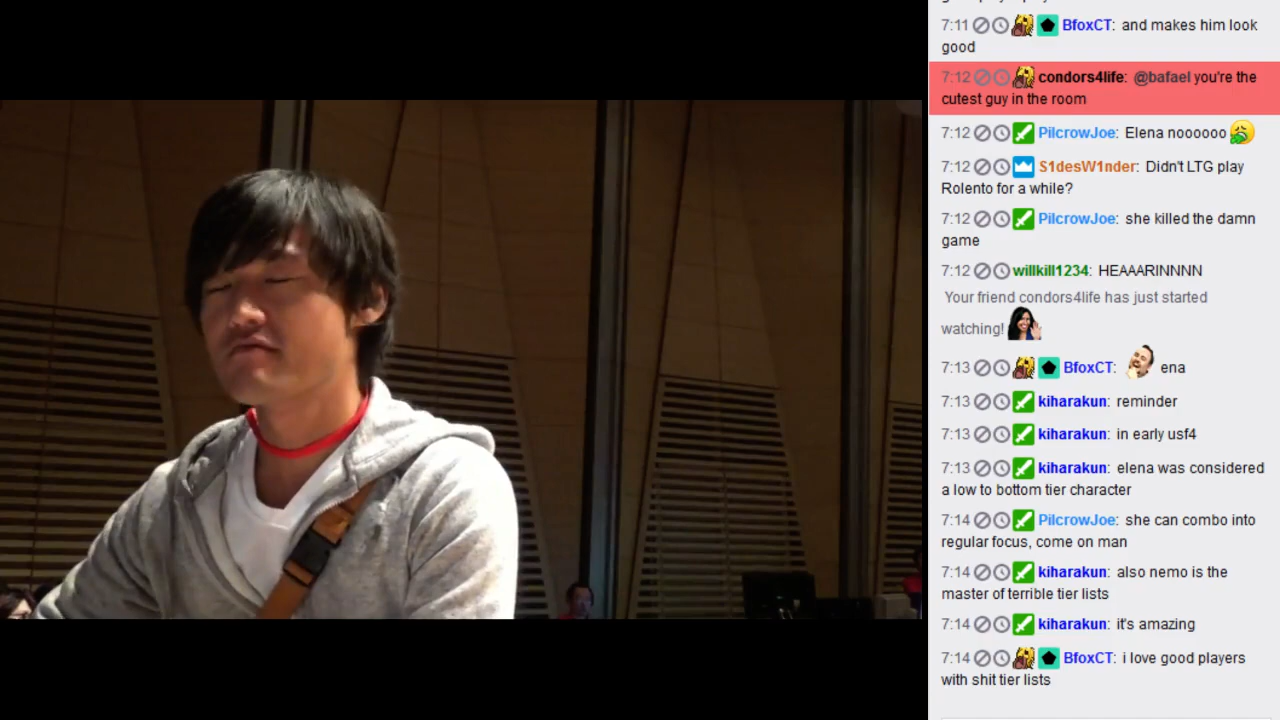 7:11 BfoxCT: and makes him look
good
7:12 condors4life: @bafael you're the
cutest guy in the room
7:12 PilcrowJoe: Elena noooooo
7:12 S1desW1nder: Didn't LTG play
Rolento for a while?
7:12 PilcrowJoe: she killed the damn
game
7:12 willkill1234: HEAAARINNNN
Your friend condors4life has just started
watching!
7:13 BfoxCT: ena
7:13 kiharakun: reminder
7:13 kiharakun: in early usf4
7:13 kiharakun: elena was considered
a low to bottom tier character
7:14 PilcrowJoe: she can combo into
regular focus, come on man
7:14 kiharakun: also nemo is the
master of terrible tier lists
7:14 kiharakun: it's amazing
7:14 BfoxCT: i love good players
with shit tier lists